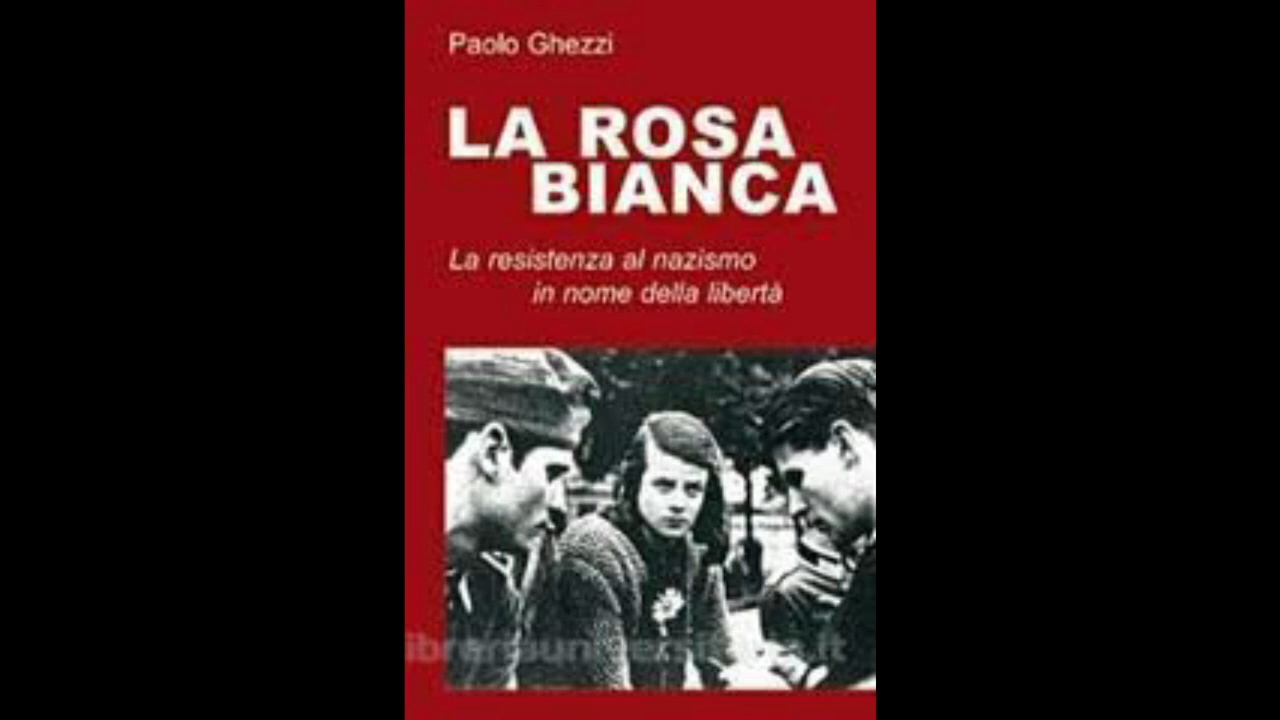 Paolo Ghezzi
LA ROSA
BIANCA
La resistenza al nazismo
in nome della libertà